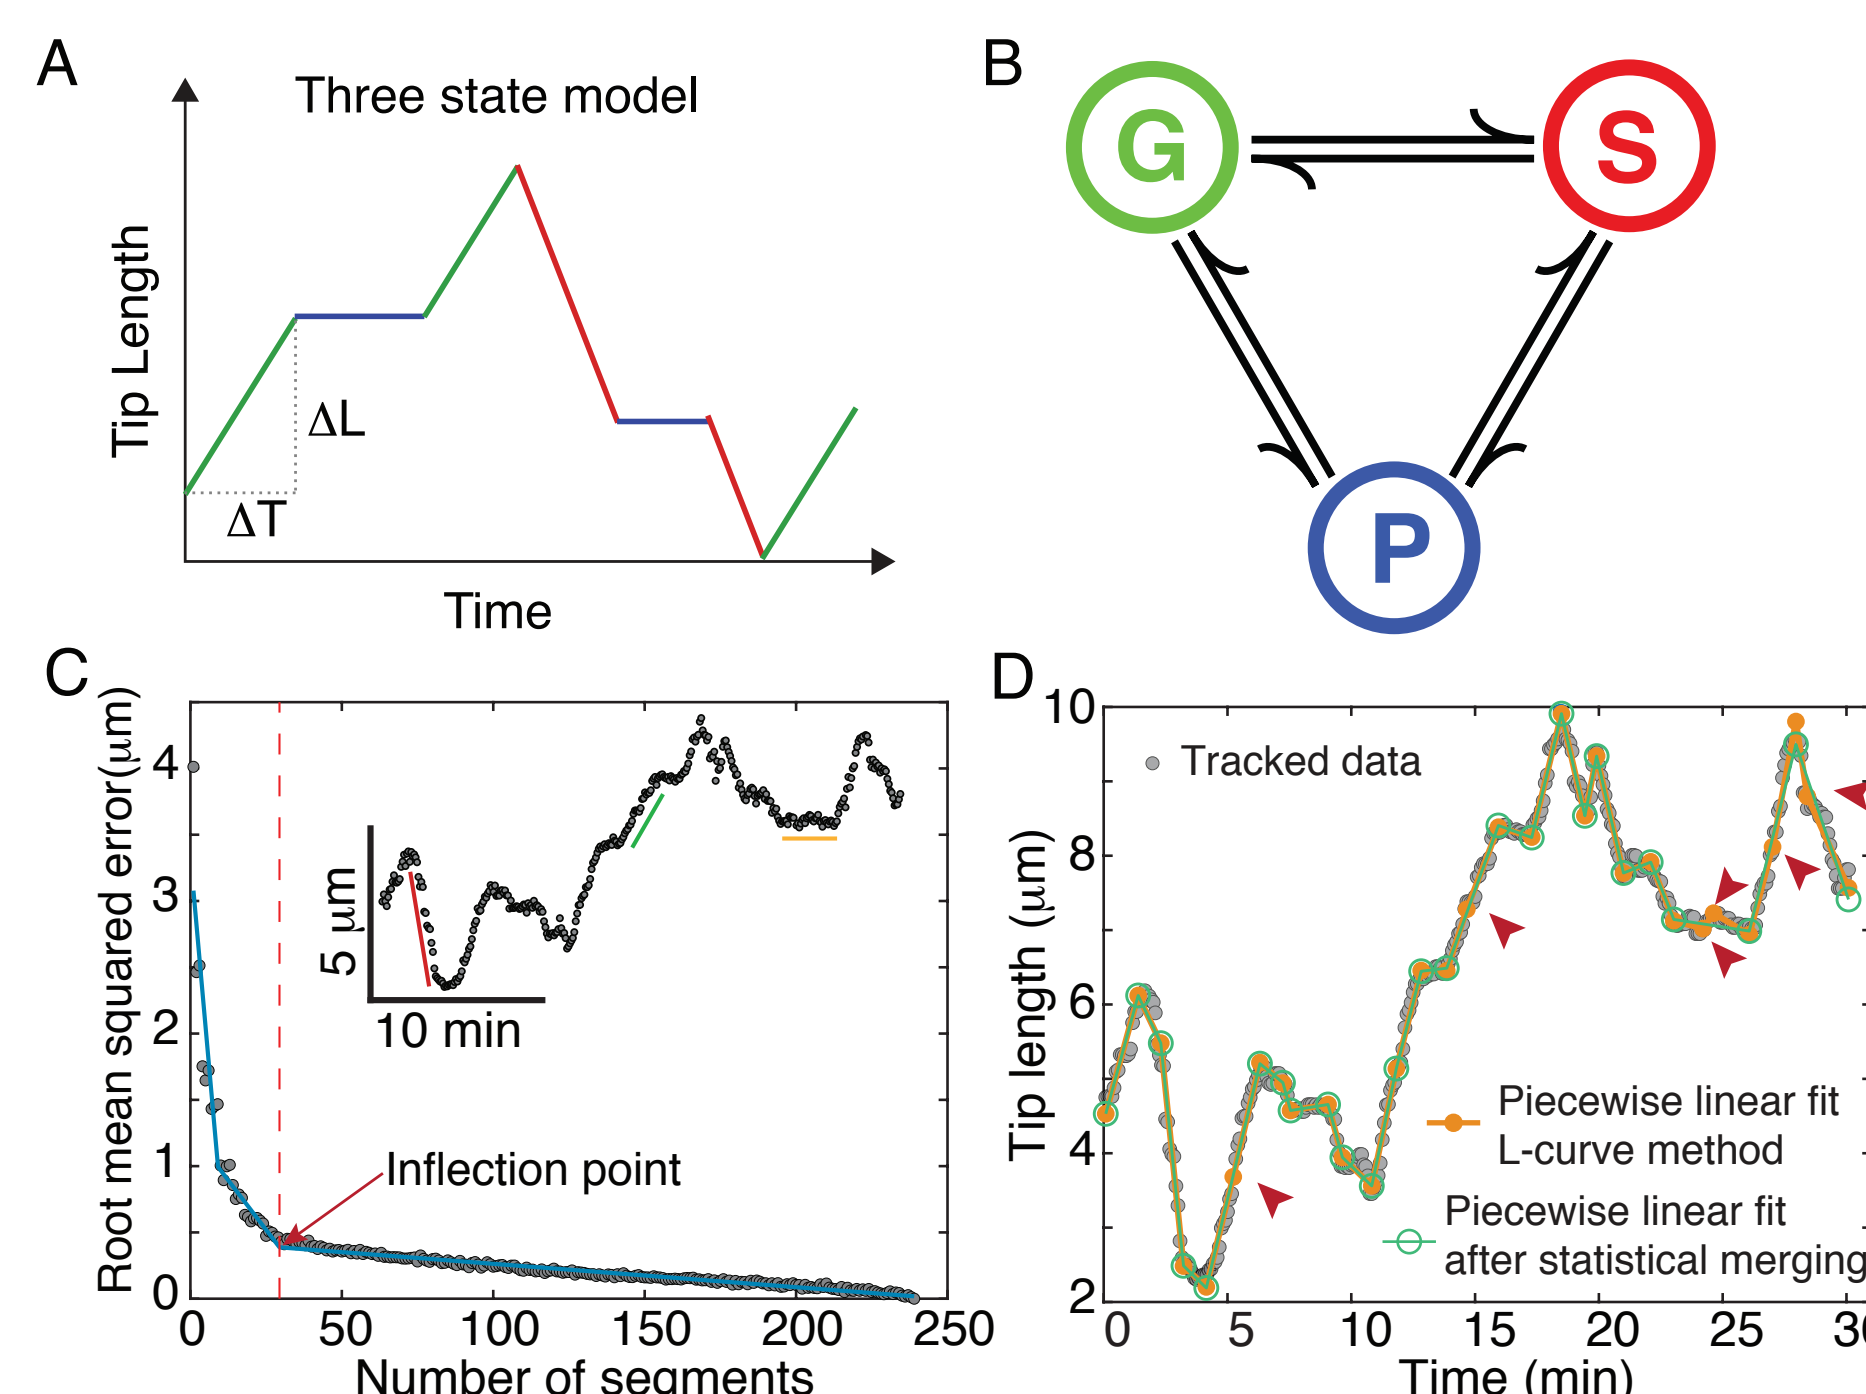 A
Three state model
Tip Length
ΔL
ΔT
Time
B
G
S
P
C
Root mean squared error(μm)
4
3
2
1
0
5 μm
10 min
Inflection point
0 50 100 150 200 250
Number of segments
D
Tip length (μm)
10
8
6
4
2
Tracked data
Piecewise linear fit
L-curve method
Piecewise linear fit
after statistical merging
0 5 10 15 20 25 30
Time (min)